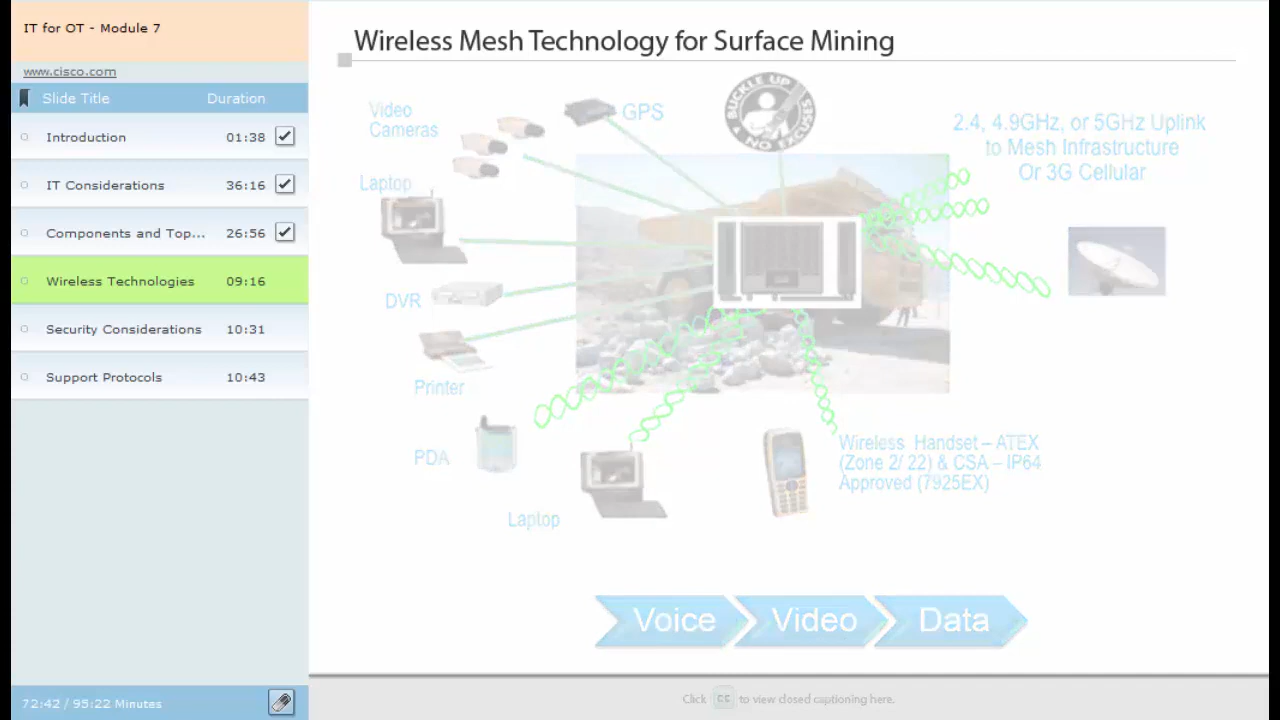 IT for OT - Module 7
www.cisco.com
Slide Title Duration
Introduction 01:38
IT Considerations 36:16
Components and Top... 26:56
Wireless Technologies 09:16
Security Considerations 10:31
Support Protocols 10:43
72:42 / 95:22 Minutes
Wireless Mesh Technology for Surface Mining
Video
Cameras
GPS
BUCKLE UP
NO EXCUSES
2.4, 4.9GHz, or 5GHz Uplink
to Mesh Infrastructure
Or 3G Cellular
Laptop
DVR
Printer
PDA
Laptop
Wireless Handset – ATEX
(Zone 2/ 22) & CSA – IP64
Approved (7925EX)
Voice Video Data
Click CC to view closed captioning here.